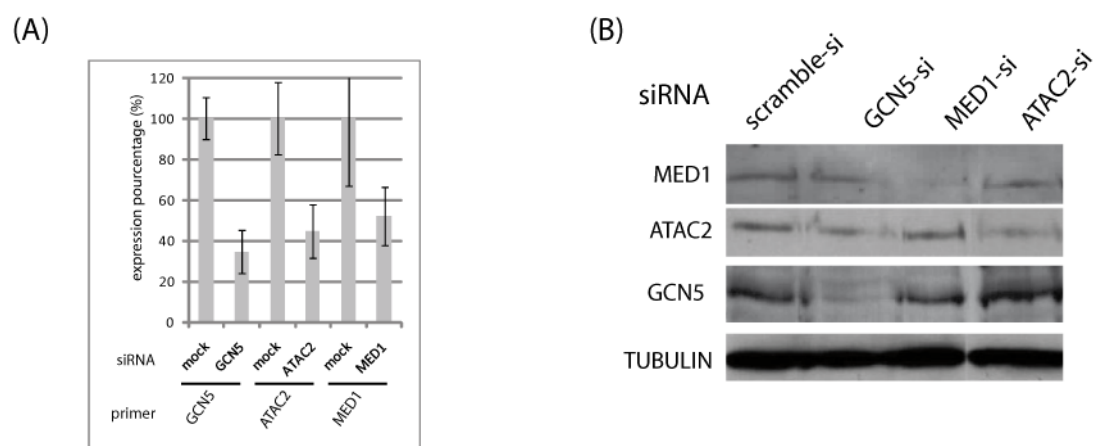 (A)
expression pourcentage (%)
120
100
80
60
40
20
0
siRNA
mock
GCN5
mock
ATAC2
mock
MED1
primer
GCN5
ATAC2
MED1
(B)
siRNA
scramble-si
GCN5-si
MED1-si
ATAC2-si
MED1
ATAC2
GCN5
TUBULIN